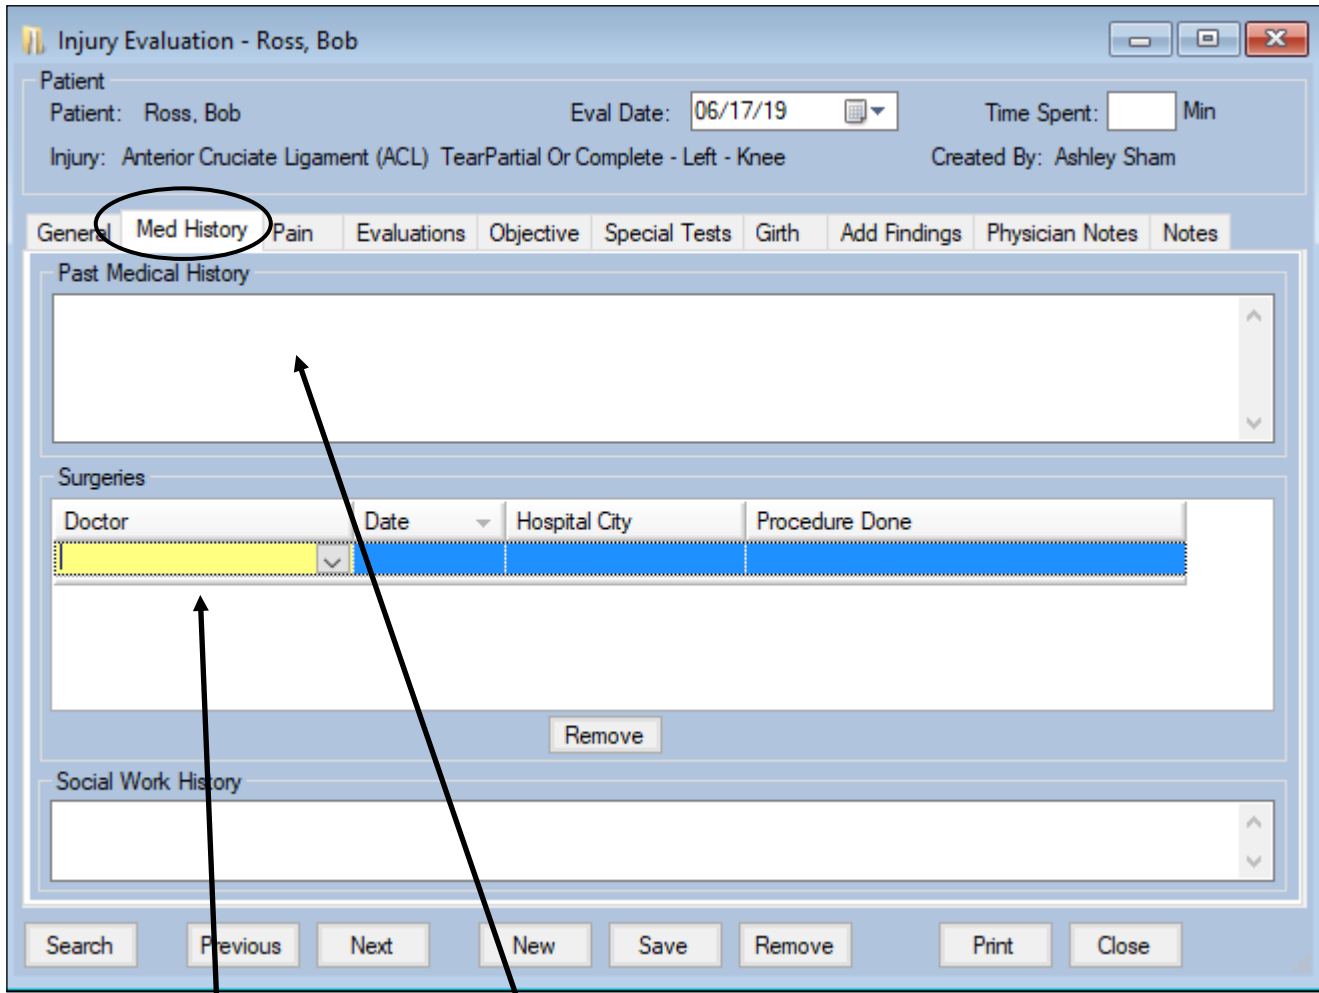 Injury Evaluation - Ross, Bob
Patient
Patient: Ross, Bob Eval Date: 06/17/19 Time Spent: Min
Injury: Anterior Cruciate Ligament (ACL) TearPartial Or Complete - Left - Knee Created By: Ashley Sham
General Med History Pain Evaluations Objective Special Tests Girth Add Findings Physician Notes Notes
Past Medical History
Surgeries
Doctor Date Hospital City Procedure Done
Remove
Social Work History
Search Previous Next New Save Remove Print Close